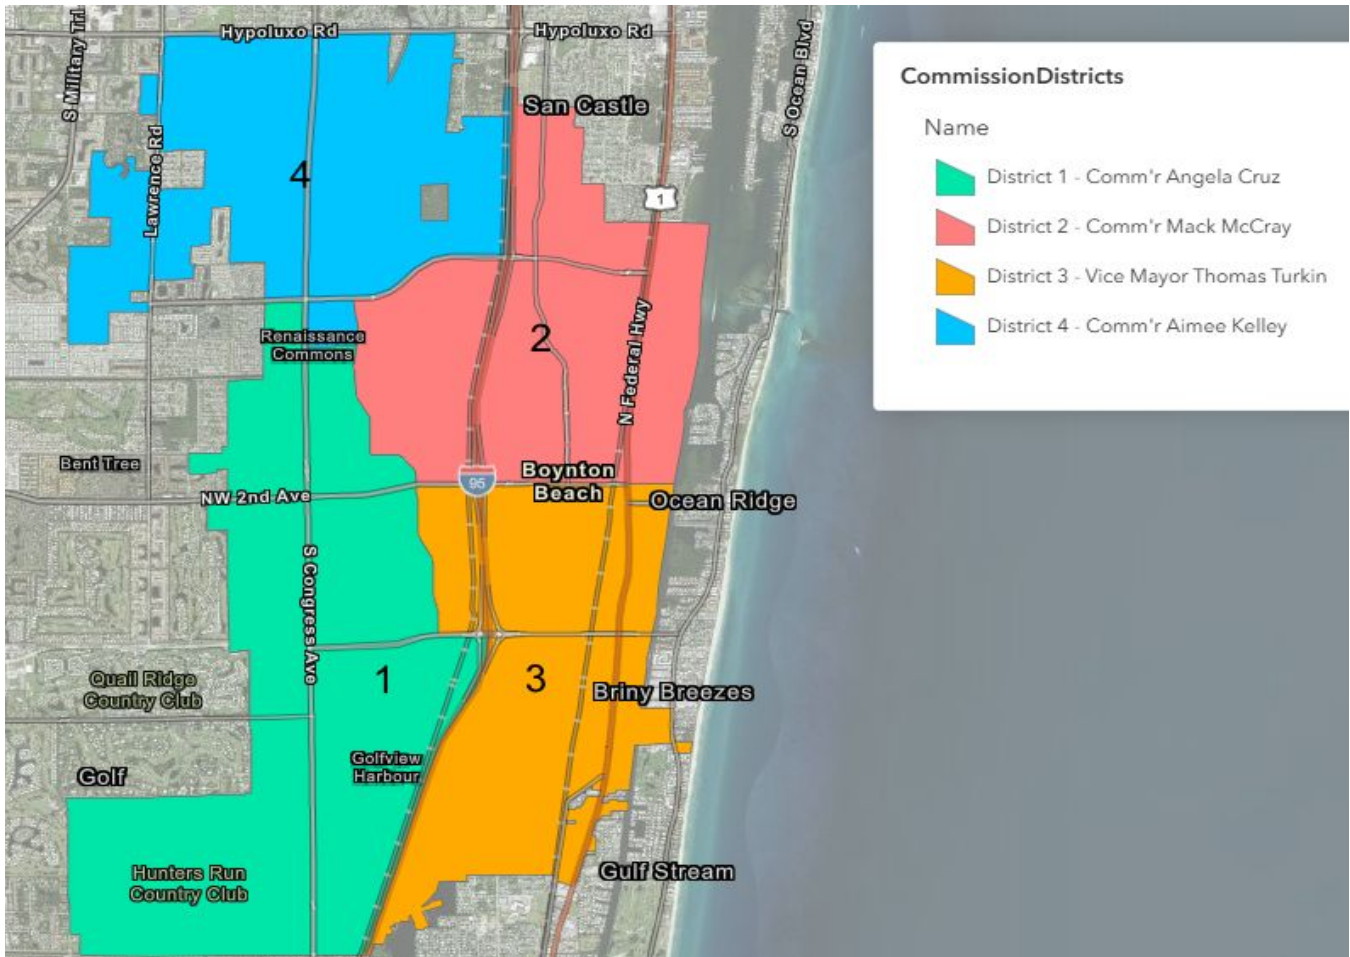 Hypoluxo Rd
Hypoluxo Rd
S Military Trl
S Ocean Blvd
San Castle
Lawrence Rd
4
1
N Federal Hwy
Renaissance
Commons
2
Bent Tree
95
Boynton
Beach
NW 2nd Ave
Ocean Ridge
S Congress Ave
1
3
Quail Ridge
Country Club
Briny Breezes
Golf
Golfview
Harbour
Hunters Run
Country Club
Gulf Stream
CommissionDistricts
Name
District 1 - Comm'r Angela Cruz
District 2 - Comm'r Mack McCray
District 3 - Vice Mayor Thomas Turkin
District 4 - Comm'r Aimee Kelley